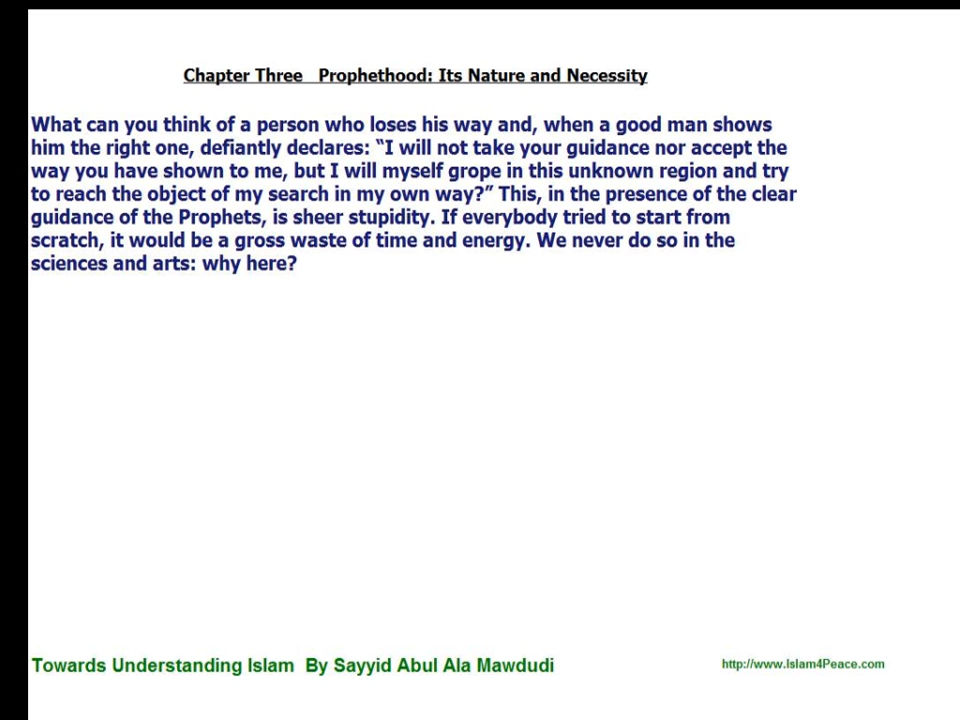 Chapter Three   Prophethood: Its Nature and Necessity
What can you think of a person who loses his way and, when a good man shows
him the right one, defiantly declares: “I will not take your guidance nor accept the
way you have shown to me, but I will myself grope in this unknown region and try
to reach the object of my search in my own way?” This, in the presence of the clear
guidance of the Prophets, is sheer stupidity. If everybody tried to start from
scratch, it would be a gross waste of time and energy. We never do so in the
sciences and arts: why here?
Towards Understanding Islam  By Sayyid Abul Ala Mawdudi
http://www.Islam4Peace.com